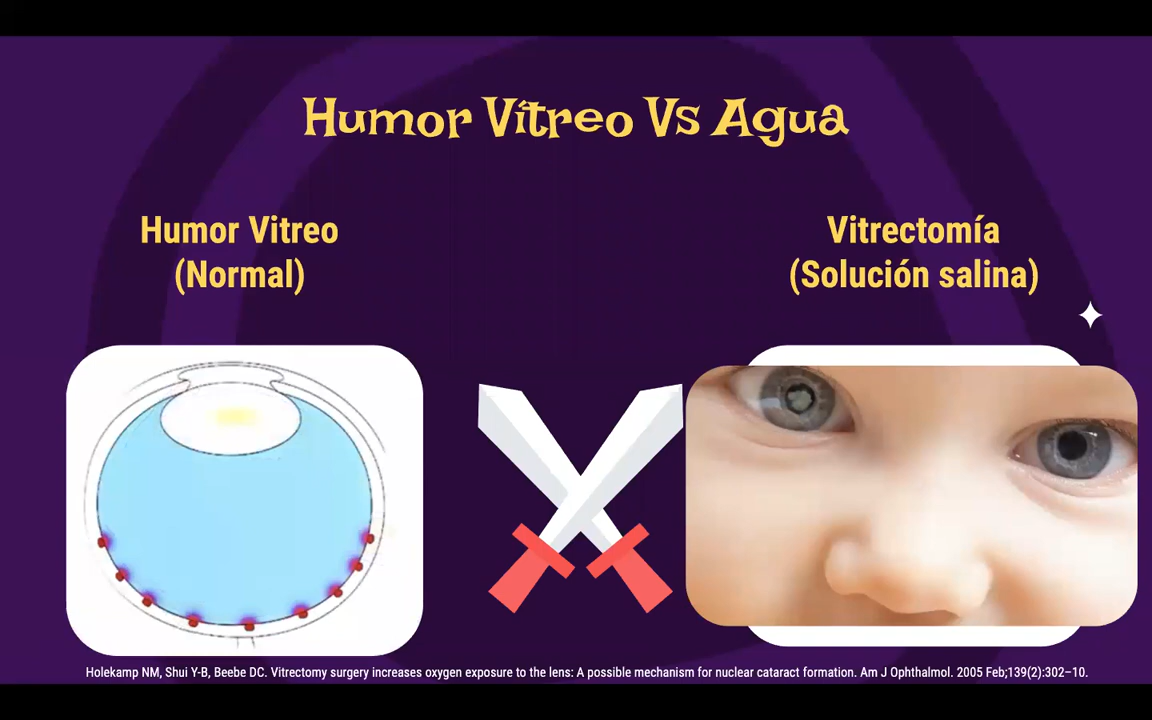 Humor Vítreo Vs Agua
Humor Vitreo
(Normal)
Vitrectomía
(Solución salina)
Holekamp NM, Shui Y-B, Beebe DC. Vitrectomy surgery increases oxygen exposure to the lens: A possible mechanism for nuclear cataract formation. Am J Ophthalmol. 2005 Feb;139(2):302–10.